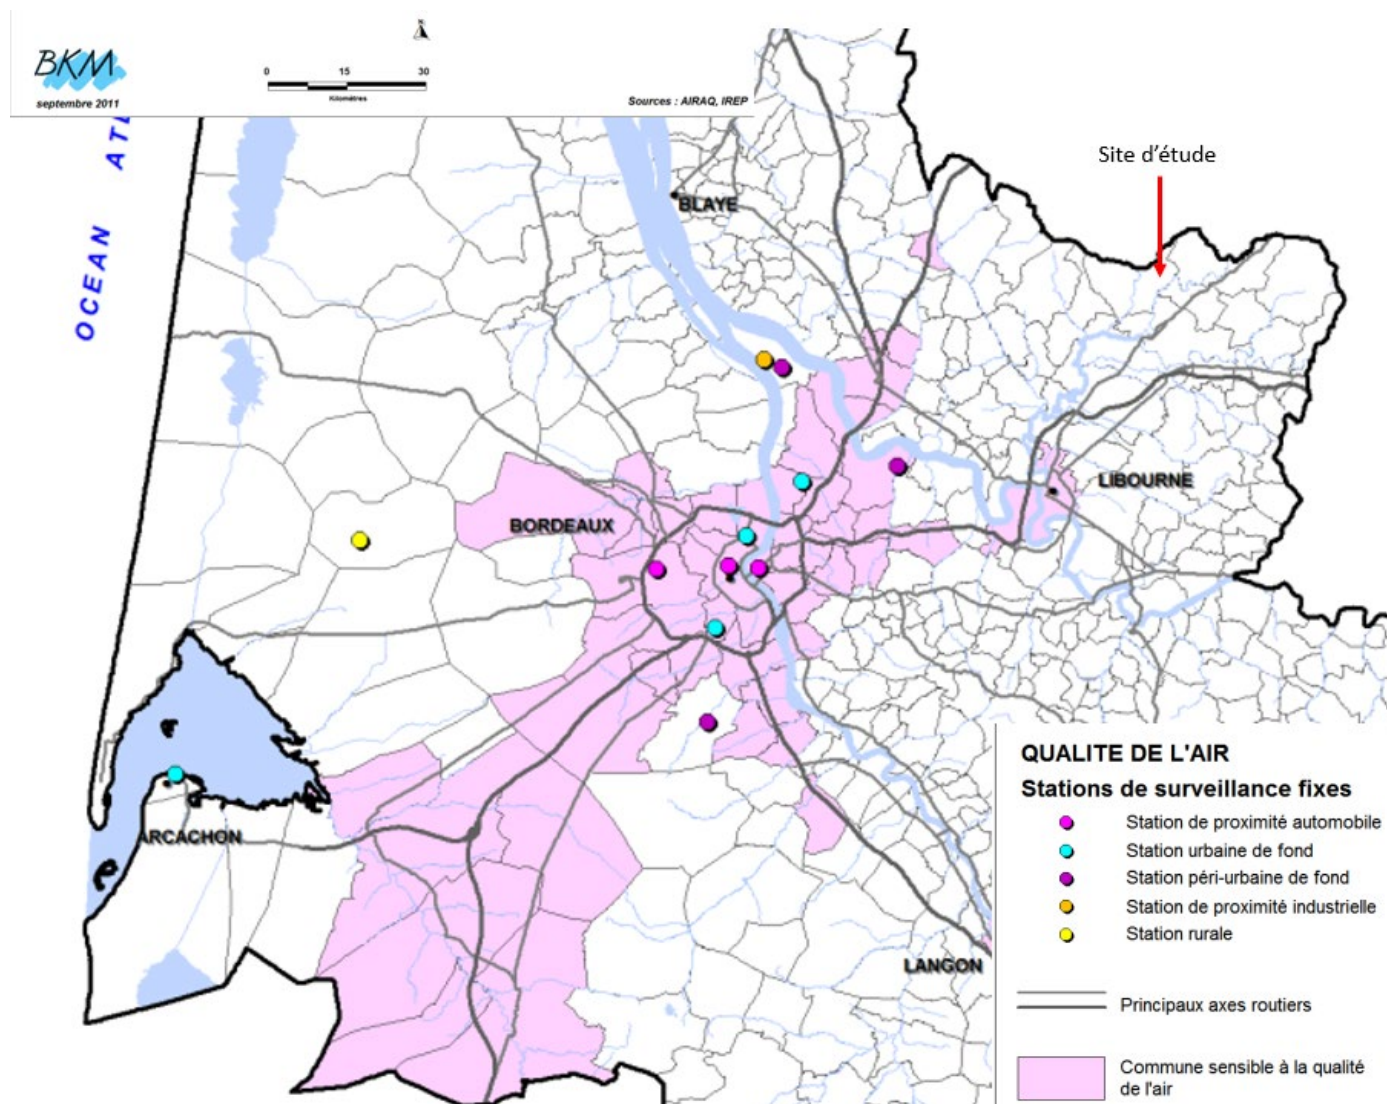 N
BKM
septembre 2011
0 15 30
Kilomètres
Sources : AIRAQ, IREP
OCEAN
Site d'étude
BLAYE
LIBOURNE
BORDEAUX
ARCACHON
LANGON
QUALITE DE L'AIR
Stations de surveillance fixes
Station de proximité automobile
Station urbaine de fond
Station péri-urbaine de fond
Station de proximité industrielle
Station rurale
Principaux axes routiers
Commune sensible à la qualité
de l'air